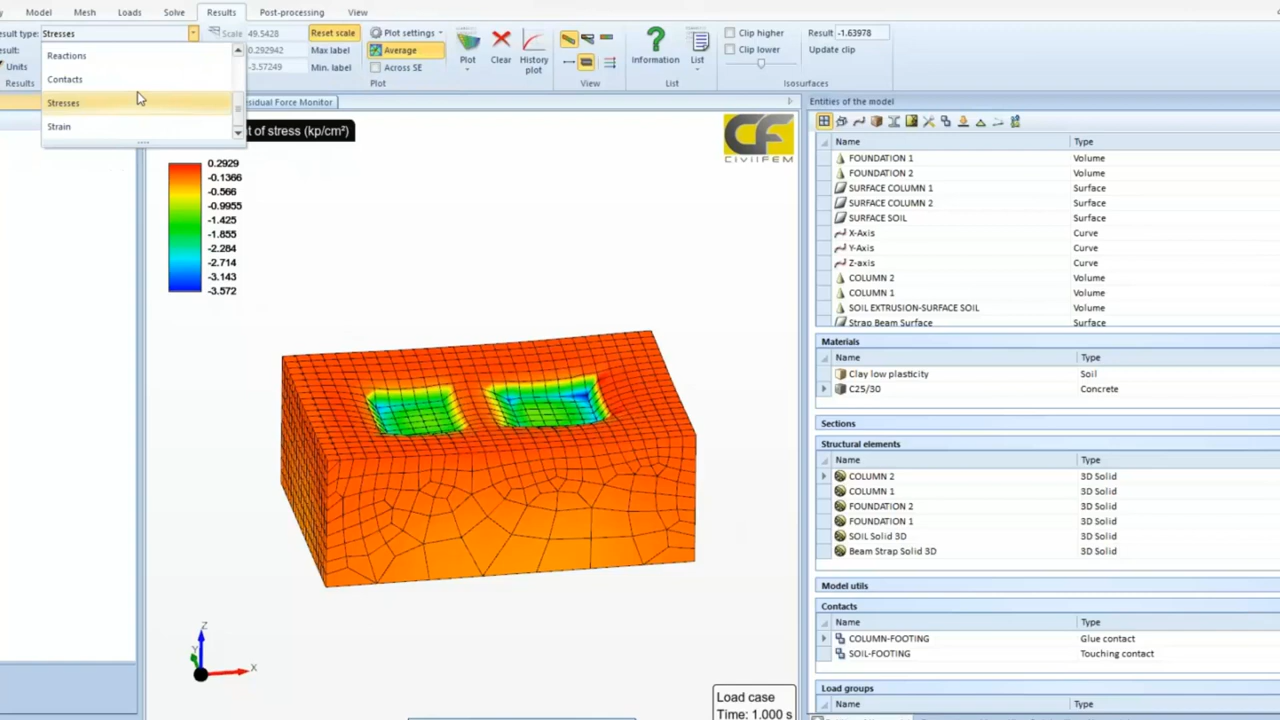 Model Mesh Loads Solve Results Post-processing View
esult type: Stresses
esult:
Units
Results
Reactions
Contacts
Stresses
Strain
Scale 49.5428 Reset scale
0.292942 Max label
-3.57249 Min. label
Plot settings
Average
Across SE
Plot
Plot Clear History plot
View
Information List
List
Clip higher
Clip lower
Result -1.63978
Update clip
Isosurfaces
sidual Force Monitor
t of stress (kp/cm²)
CIVILFEM
0.2929
-0.1366
-0.566
-0.9955
-1.425
-1.855
-2.284
-2.714
-3.143
-3.572
Z
Y
X
Load case
Time: 1.000 s
Entities of the model
Name Type
FOUNDATION 1 Volume
FOUNDATION 2 Volume
SURFACE COLUMN 1 Surface
SURFACE COLUMN 2 Surface
SURFACE SOIL Surface
X-Axis Curve
Y-Axis Curve
Z-axis Curve
COLUMN 2 Volume
COLUMN 1 Volume
SOIL EXTRUSION-SURFACE SOIL Volume
Strap Beam Surface Surface
Materials
Name Type
Clay low plasticity Soil
C25/30 Concrete
Sections
Structural elements
Name Type
COLUMN 2 3D Solid
COLUMN 1 3D Solid
FOUNDATION 2 3D Solid
FOUNDATION 1 3D Solid
SOIL Solid 3D 3D Solid
Beam Strap Solid 3D 3D Solid
Model utils
Contacts
Name Type
COLUMN-FOOTING Glue contact
SOIL-FOOTING Touching contact
Load groups
Name Type